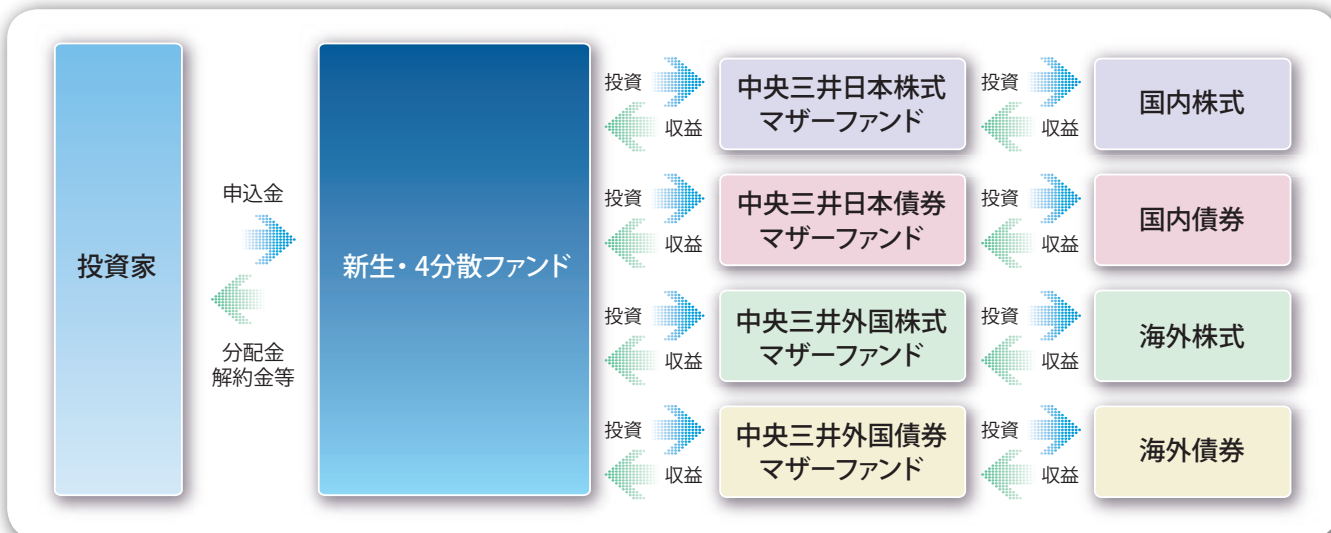 投資家
申込金
分配金
解約金等
新生・4分散ファンド
投資
収益
中央三井日本株式
マザーファンド
投資
収益
国内株式
投資
収益
中央三井日本債券
マザーファンド
投資
収益
国内債券
投資
収益
中央三井外国株式
マザーファンド
投資
収益
海外株式
投資
収益
中央三井外国債券
マザーファンド
投資
収益
海外債券